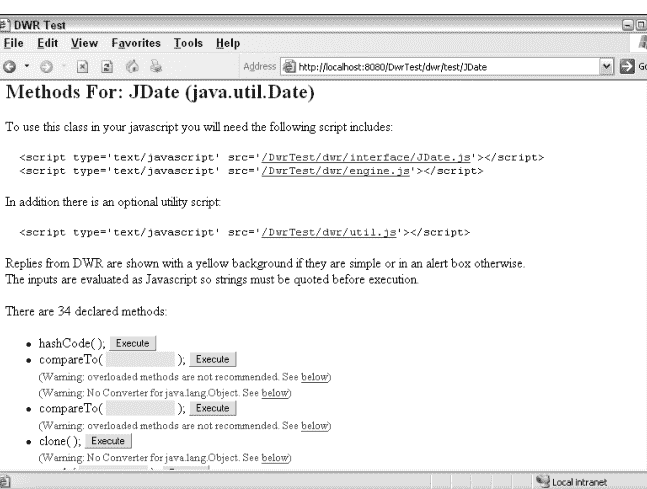 DWR Test
File Edit View Favorites Tools Help
Address http://localhost:8080/DwrTest/dwr/test/JDate
Methods For: JDate (java.util.Date)
To use this class in your javascript you will need the following script includes:
<script type='text/javascript' src='/DwrTest/dwr/interface/JDate.js'></script>
<script type='text/javascript' src='/DwrTest/dwr/engine.js'></script>
In addition there is an optional utility script:
<script type='text/javascript' src='/DwrTest/dwr/util.js'></script>
Replies from DWR are shown with a yellow background if they are simple or in an alert box otherwise.
The inputs are evaluated as Javascript so strings must be quoted before execution.
There are 34 declared methods:
• hashCode( ); Execute
• compareTo( ); Execute
(Warning: overloaded methods are not recommended. See below)
(Warning: No Converter for java.lang.Object. See below)
• compareTo( ); Execute
(Warning: overloaded methods are not recommended. See below)
• clone( ); Execute
(Warning: No Converter for java.lang.Object. See below)
Local intranet